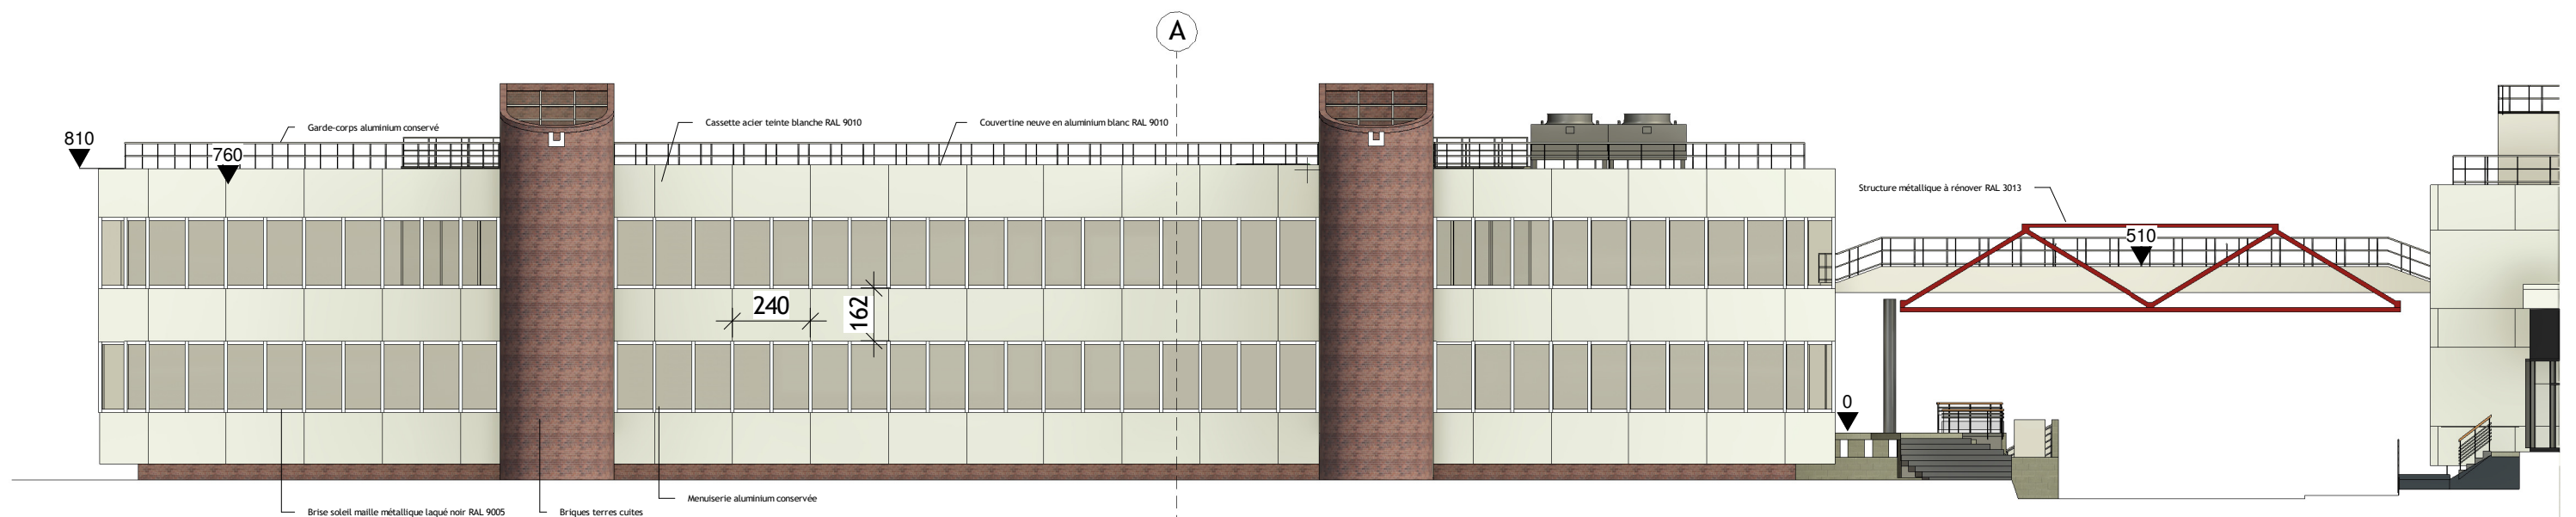 A
810
760
Garde-corps aluminium conservé
Cassette acier teinte blanche RAL 9010
Couvertine neuve en aluminium blanc RAL 9010
Structure métallique à rénover RAL 3013
510
240
162
0
Menuiserie aluminium conservée
Brise soleil maille métallique laqué noir RAL 9005
Briques terres cuites